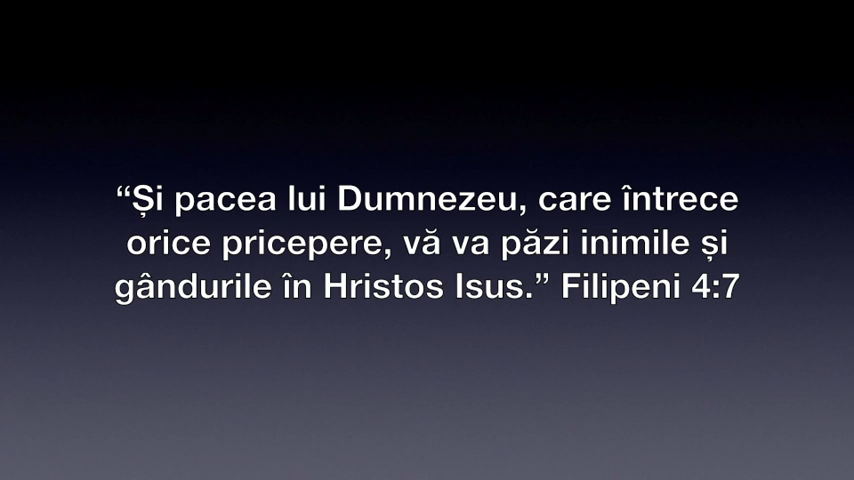 “Și pacea lui Dumnezeu, care întrece
orice pricepere, vă va păzi inimile și
gândurile în Hristos Isus.” Filipeni 4:7